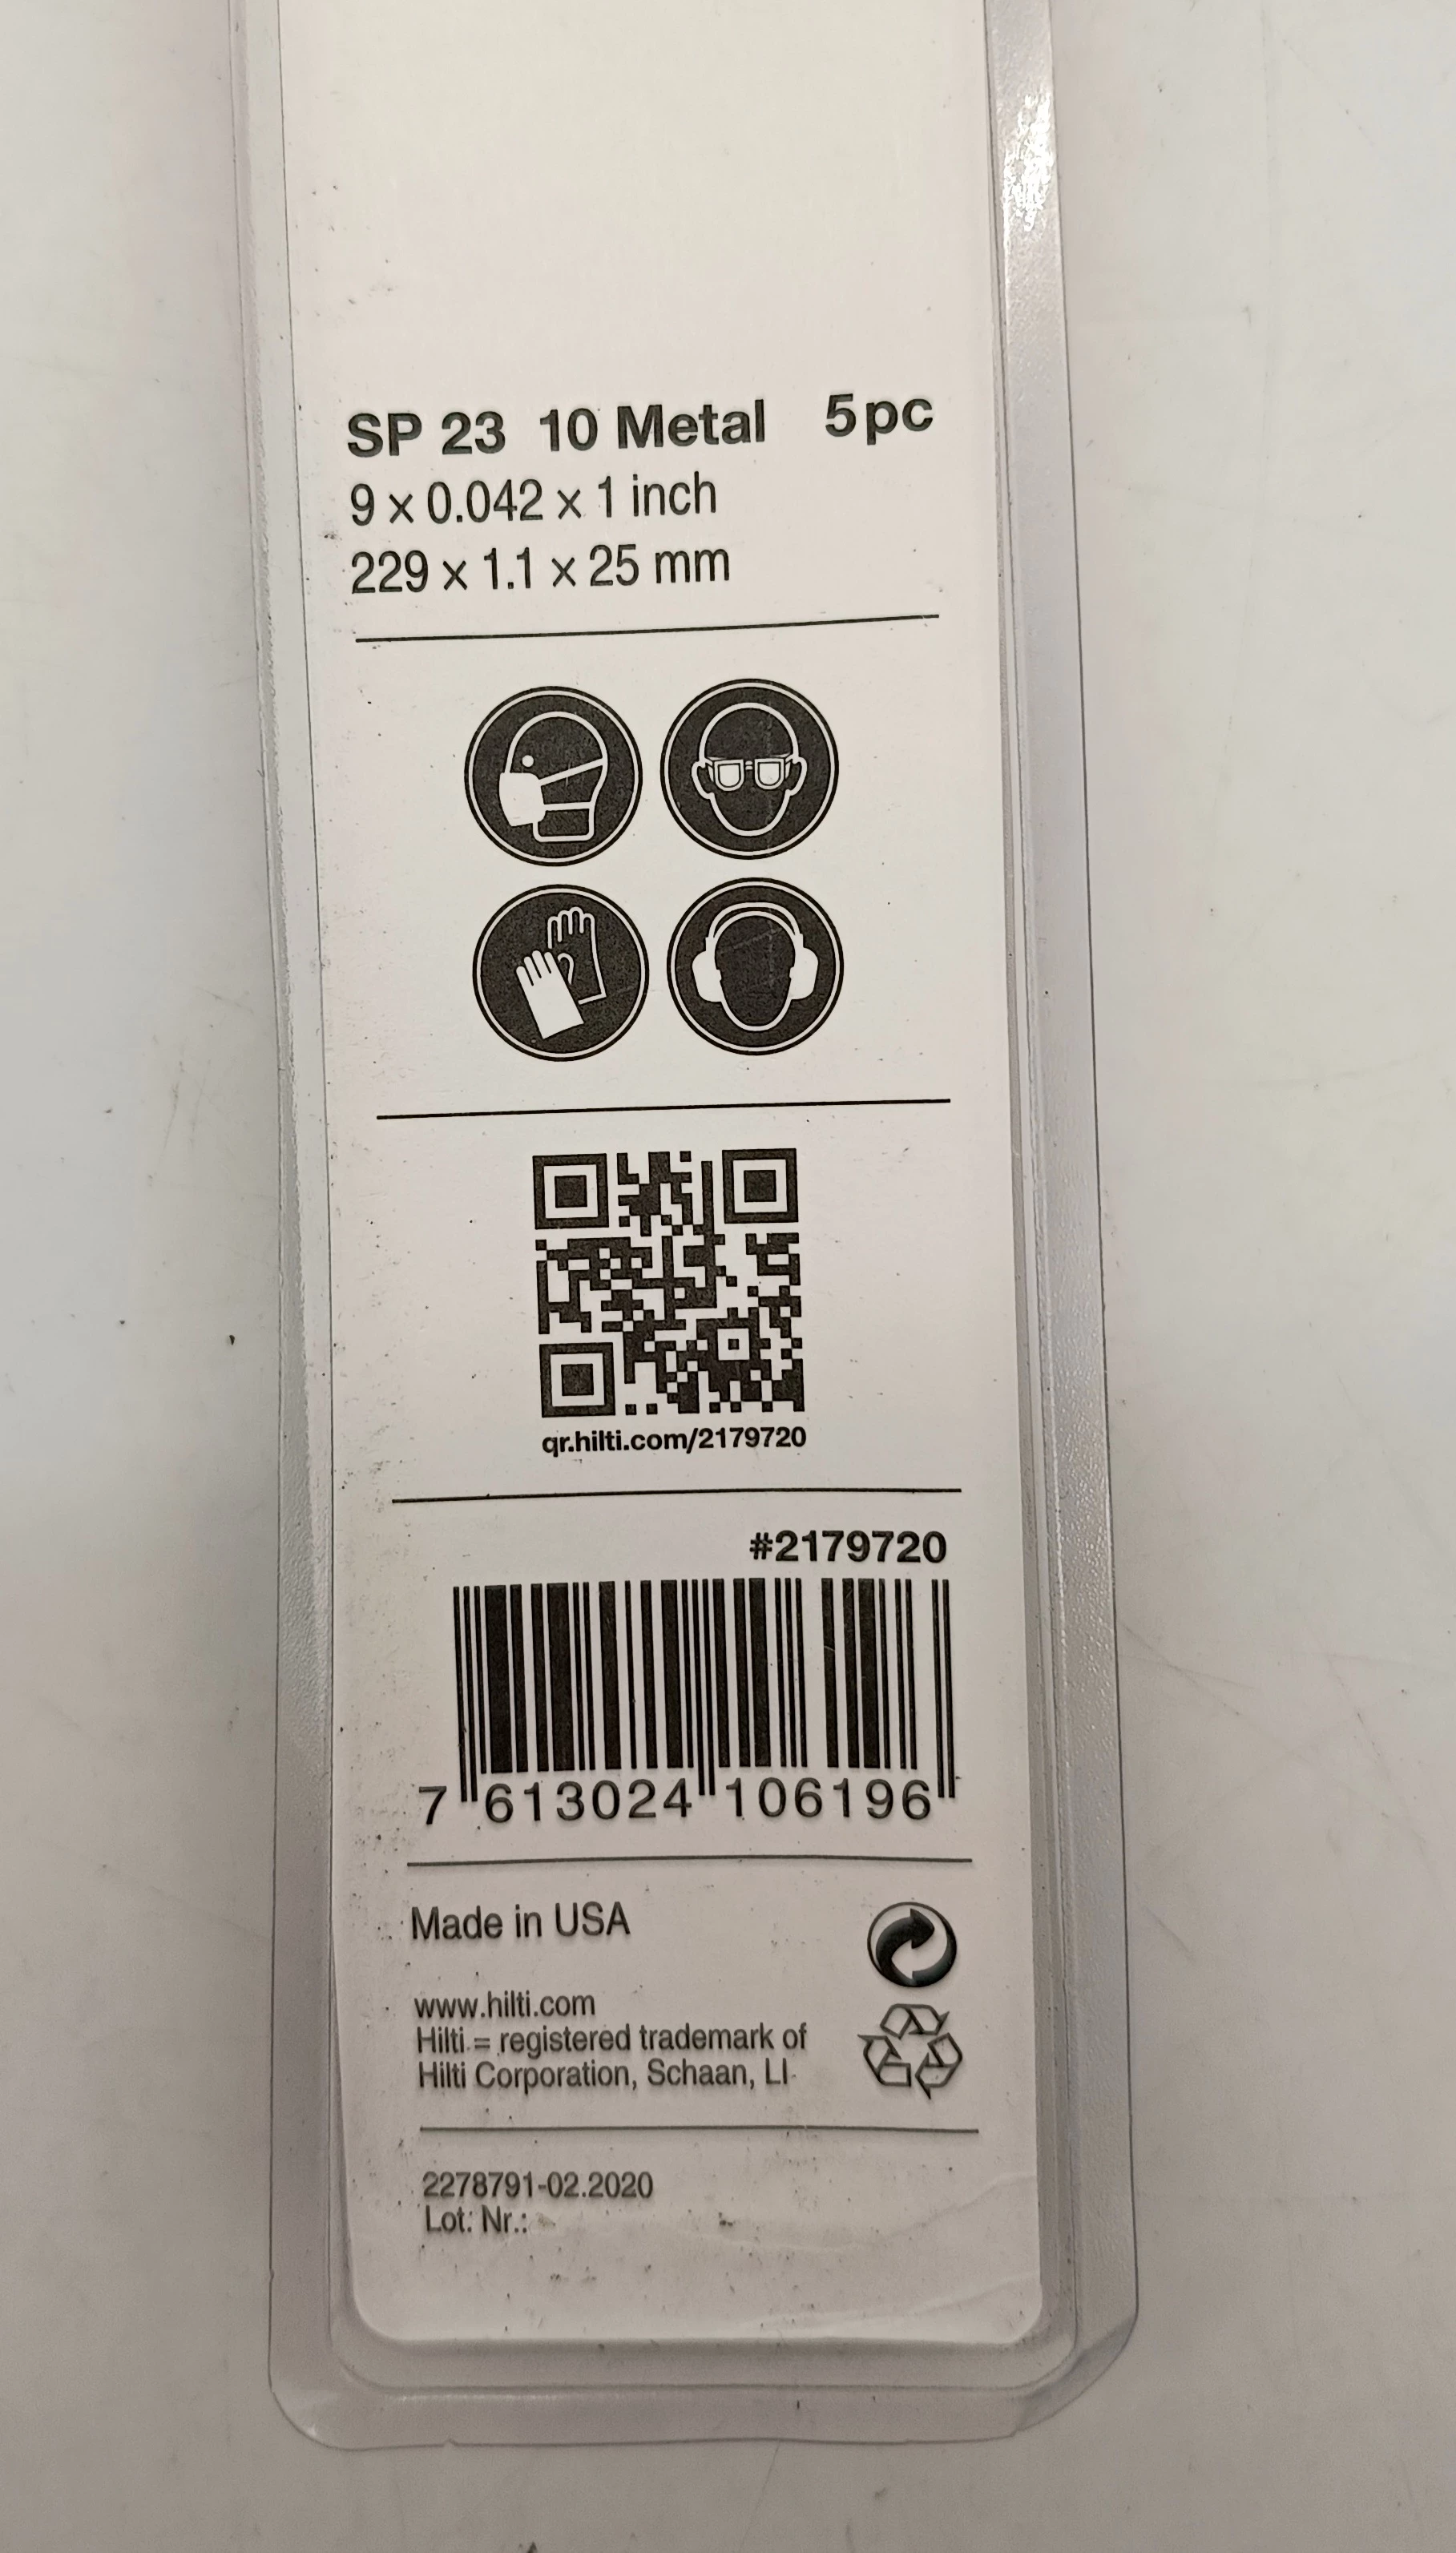 SP 23 10 Metal 5pc
9 x 0.042 x 1 inch
229 x 1.1 x 25 mm
qr.hilti.com/2179720
#2179720
7 613024 106196
Made in USA
www.hilti.com
Hilti = registered trademark of
Hilti Corporation, Schaan, LI
2278791-02.2020
Lot. Nr.: